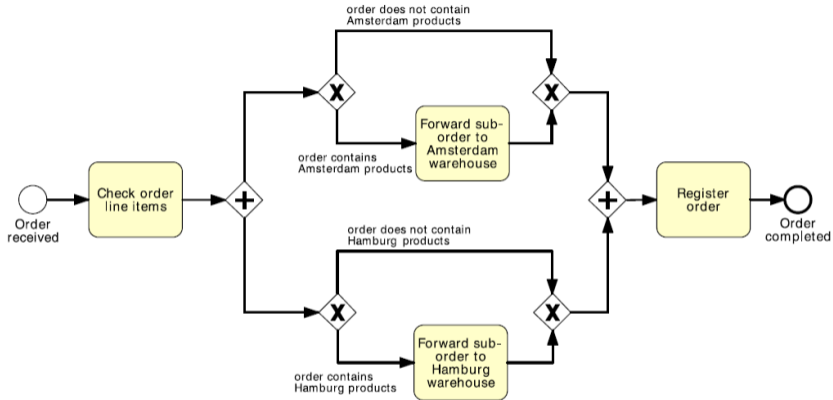 order does not contain
Amsterdam products
Forward sub-
order to
Amsterdam
warehouse
order contains
Amsterdam products
Check order
line items
Register
order
Order
received
Order
completed
order does not contain
Hamburg products
Forward sub-
order to
Hamburg
warehouse
order contains
Hamburg products